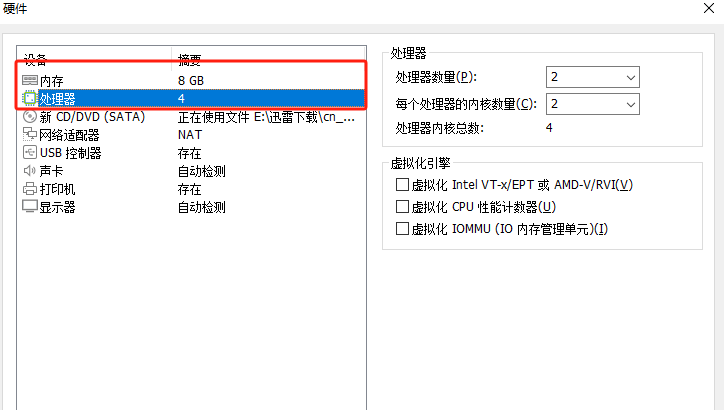 硬件
设备 摘要
内存 8 GB
处理器 4
新 CD/DVD (SATA) 正在使用文件 E:\迅雷下载\cn_...
网络适配器 NAT
USB 控制器 存在
声卡 自动检测
打印机 存在
显示器 自动检测
处理器
处理器数量(P): 2
每个处理器的内核数量(C): 2
处理器内核总数: 4
虚拟化引擎
虚拟化 Intel VT-x/EPT 或 AMD-V/RVI(V)
虚拟化 CPU 性能计数器(U)
虚拟化 IOMMU (IO 内存管理单元)(I)